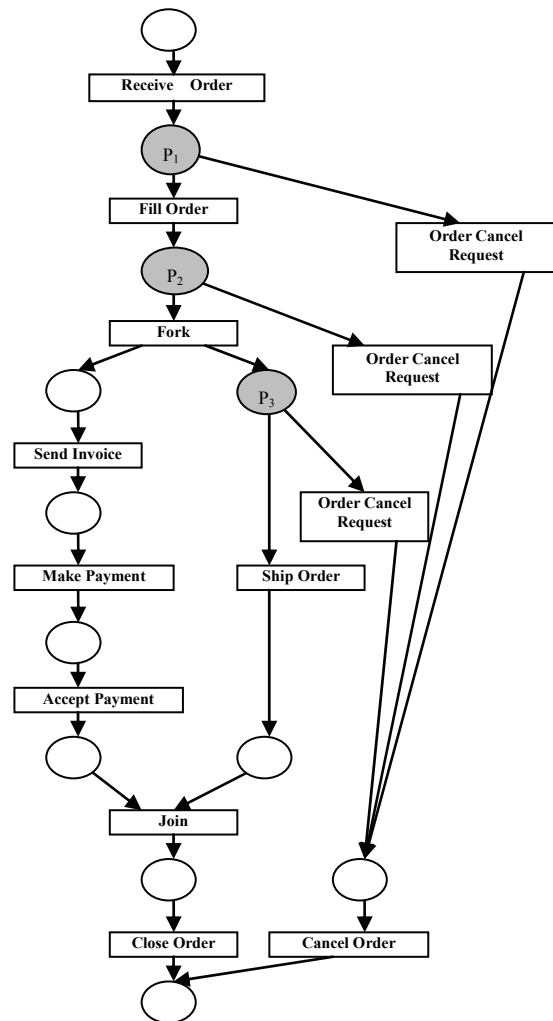 Receive Order
P1
Fill Order
Order Cancel
Request
P2
Fork
Order Cancel
Request
P3
Send Invoice
Order Cancel
Request
Make Payment
Ship Order
Accept Payment
Join
Close Order
Cancel Order